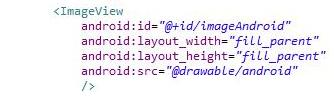 <ImageView
android:id="@+id/imageAndroid"
android:layout_width="fill_parent"
android:layout_height="fill_parent"
android:src="@drawable/android"
/>